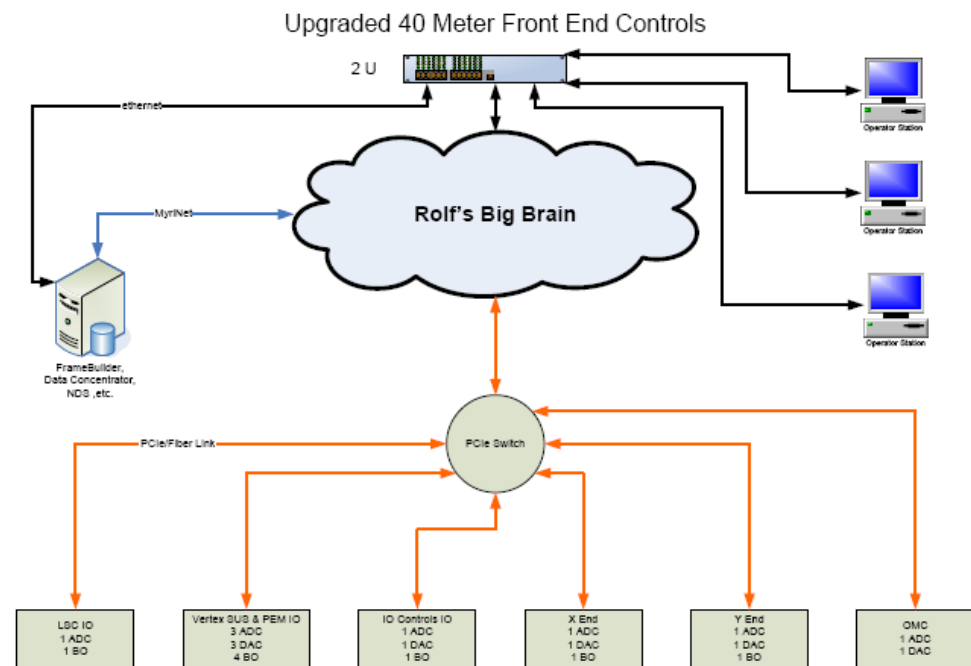 Upgraded 40 Meter Front End Controls
2 U
ethernet
Operator Station
MyriNet
Rolf's Big Brain
Operator Station
Operator Station
FrameBuilder,
Data Concentrator,
NDS ,etc.
PCIe/Fiber Link
PCIe Switch
LSC IO
1 ADC
1 BO
Vertex SUS & PEM IO
3 ADC
3 DAC
4 BO
IO Controls IO
1 ADC
1 DAC
1 BO
X End
1 ADC
1 DAC
1 BO
Y End
1 ADC
1 DAC
1 BO
OMC
1 ADC
1 DAC